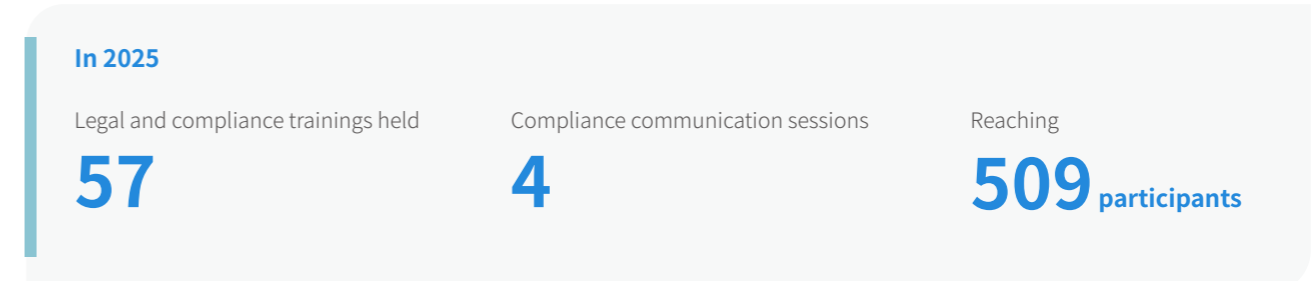 In 2025
Legal and compliance trainings held
57
Compliance communication sessions
4
Reaching
509 participants